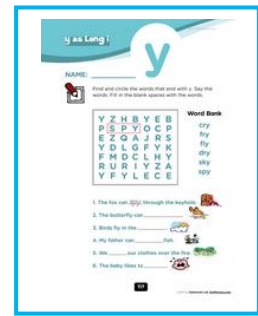 y as Long i
y
NAME:
Find and circle the words that end with y. Say the
words. Fill in the blank spaces with the words.
Word Bank
cry
fry
fly
dry
sky
spy
Y Z H B Y E B
P S P Y O C P
E Z Q A J R S
Y D L G F Y K
F M D C L H Y
R U R I Y Z A
Y F Y L E C E
1. The fox can spy through the keyhole.
2. The butterfly can
3. Birds fly in the
4. My father can fish.
5. We our clothes over the fire.
6. The baby likes to